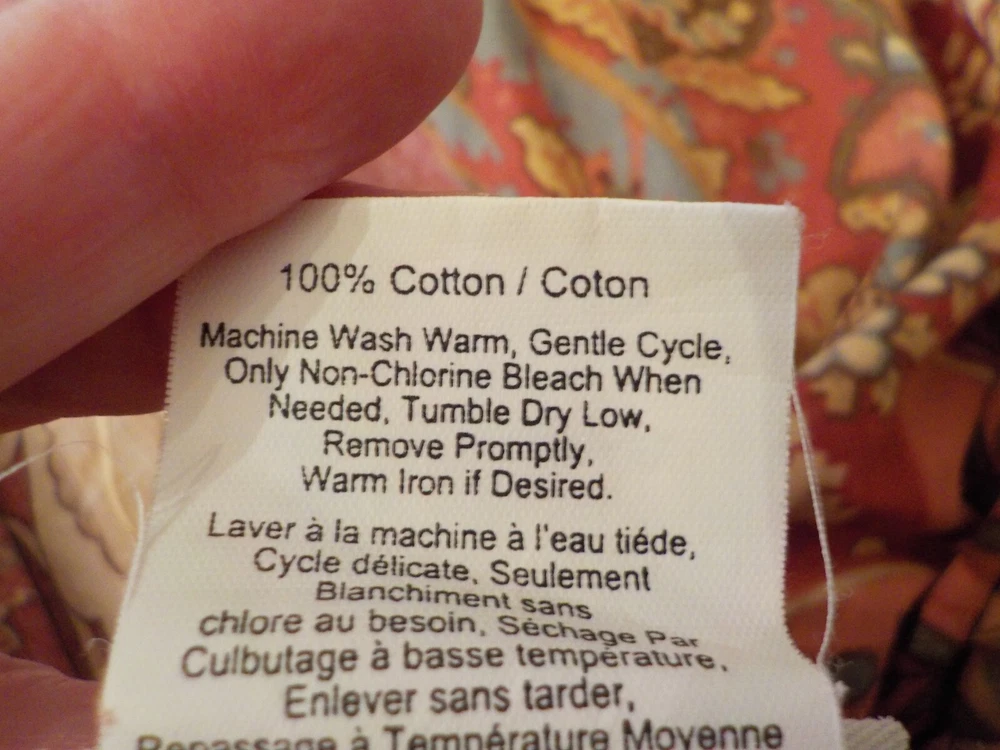 100% Cotton / Coton
Machine Wash Warm, Gentle Cycle,
Only Non-Chlorine Bleach When
Needed, Tumble Dry Low,
Remove Promptly,
Warm Iron if Desired.
Laver à la machine à l'eau tiéde,
Cycle délicate, Seulement
Blanchiment sans
chlore au besoin, Séchage Par
Culbutage à basse température,
Enlever sans tarder,
Repassage à Température Moyenne